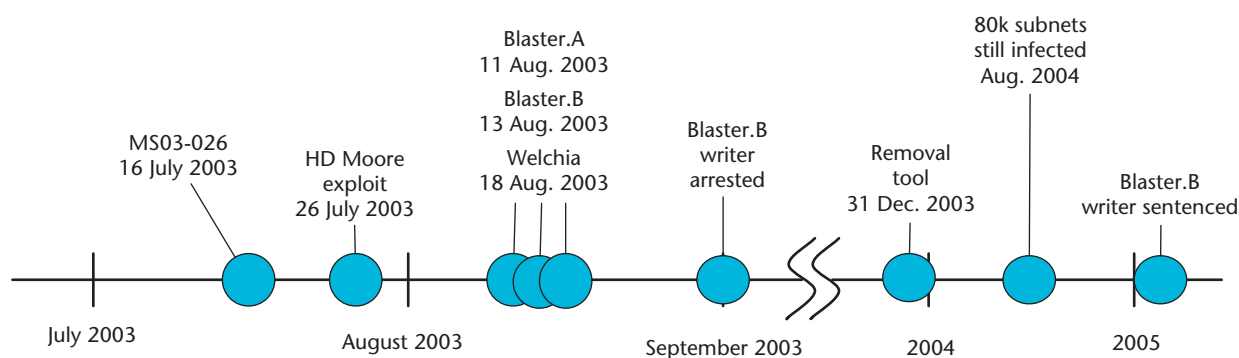 Blaster.A
11 Aug. 2003
Blaster.B
13 Aug. 2003
Welchia
18 Aug. 2003
80k subnets
still infected
Aug. 2004
MS03-026
16 July 2003
HD Moore
exploit
26 July 2003
Blaster.B
writer
arrested
Removal
tool
31 Dec. 2003
Blaster.B
writer sentenced
July 2003
August 2003
September 2003
2004
2005